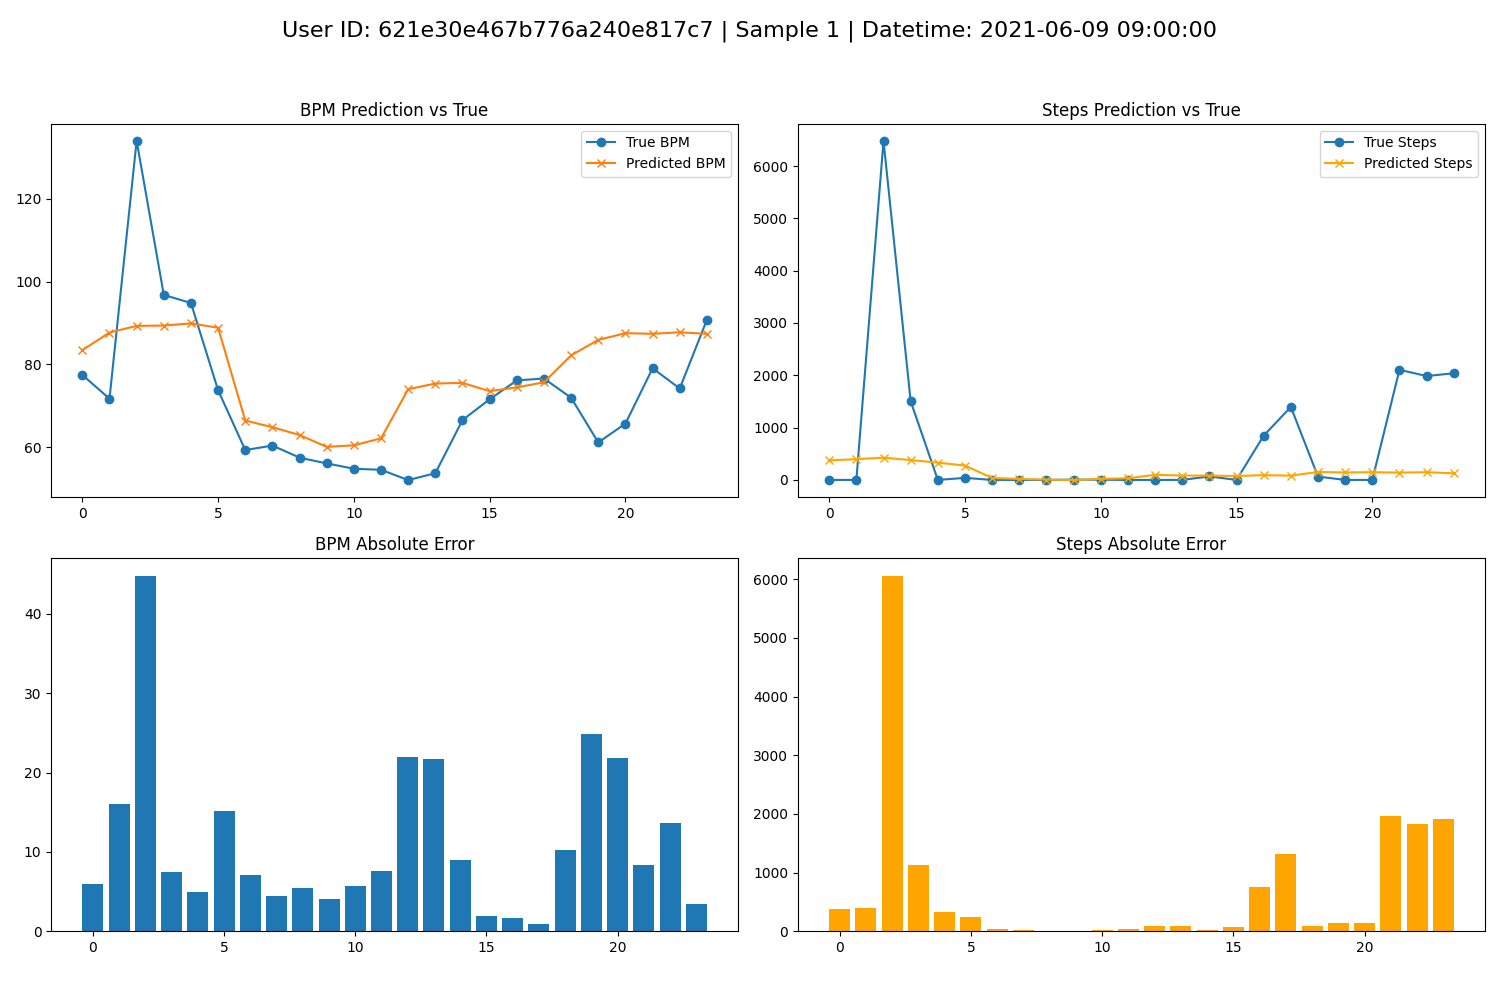 User ID: 621e30e467b776a240e817c7 | Sample 1 | Datetime: 2021-06-09 09:00:00
BPM Prediction vs True
True BPM
Predicted BPM
120
100
80
60
0 5 10 15 20
Steps Prediction vs True
True Steps
Predicted Steps
6000
5000
4000
3000
2000
1000
0
0 5 10 15 20
BPM Absolute Error
40
30
20
10
0
0 5 10 15 20
Steps Absolute Error
6000
5000
4000
3000
2000
1000
0
0 5 10 15 20